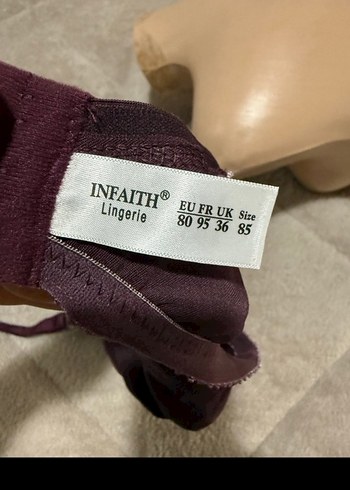 INFAITH®
Lingerie
EU FR UK Size
80 95 36 85